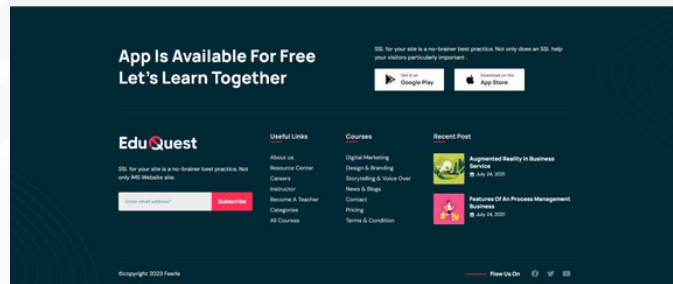 App Is Available For Free
Let's Learn Together
SSL for your site is a no-brainer best practice. Not only does an SSL help
your visitors particularly important .
Get it on
Google Play
Download on the
App Store
EduQuest
SSL for your site is a no-brainer best practice. Not
only IMS Website site.
Enter email address*
Subscribe
Useful Links
About us
Resource Center
Careers
Instructor
Become A Teacher
Categories
All Courses
Courses
Digital Marketing
Design & Branding
Storytelling & Voice Over
News & Blogs
Contact
Pricing
Terms & Condition
Recent Post
Augmented Reality In Business
Service
July 24, 2021
Features Of An Process Management
Business
July 24, 2021
©copyright 2023 Feerie
Flow Us On